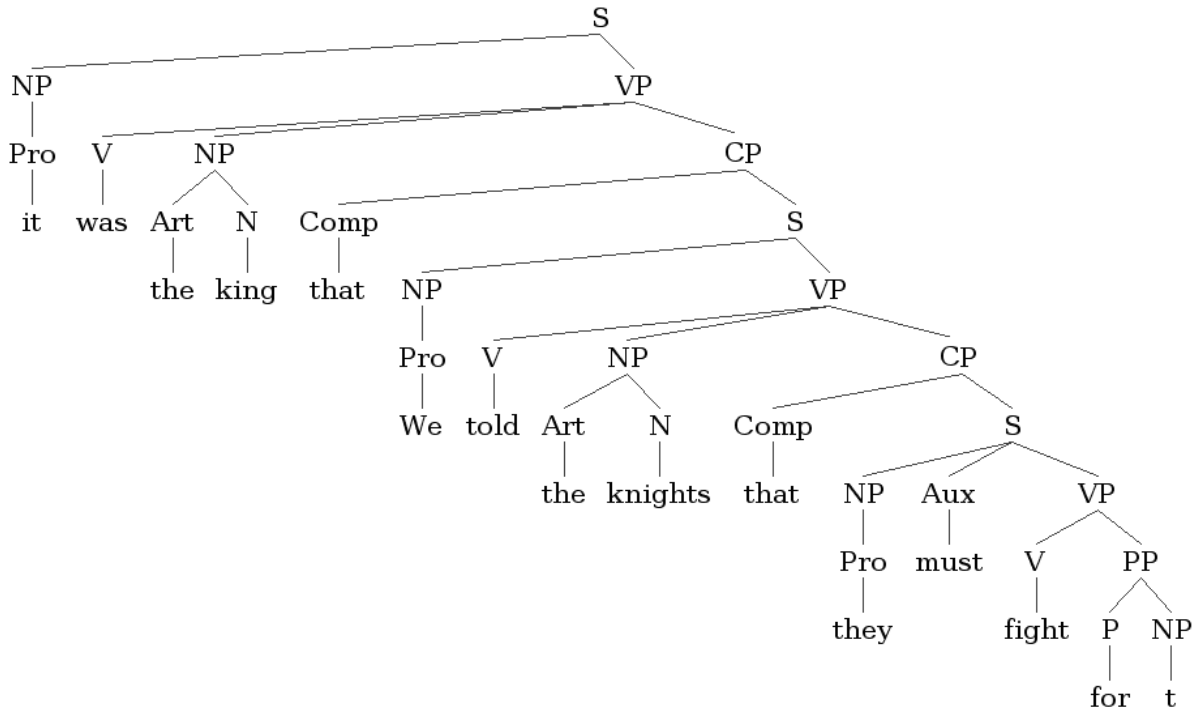 S
NP VP
Pro V NP CP
it was Art N Comp S
the king that NP VP
Pro V NP CP
We told Art N Comp S
the knights that NP Aux VP
Pro must V PP
they fight P NP
for t